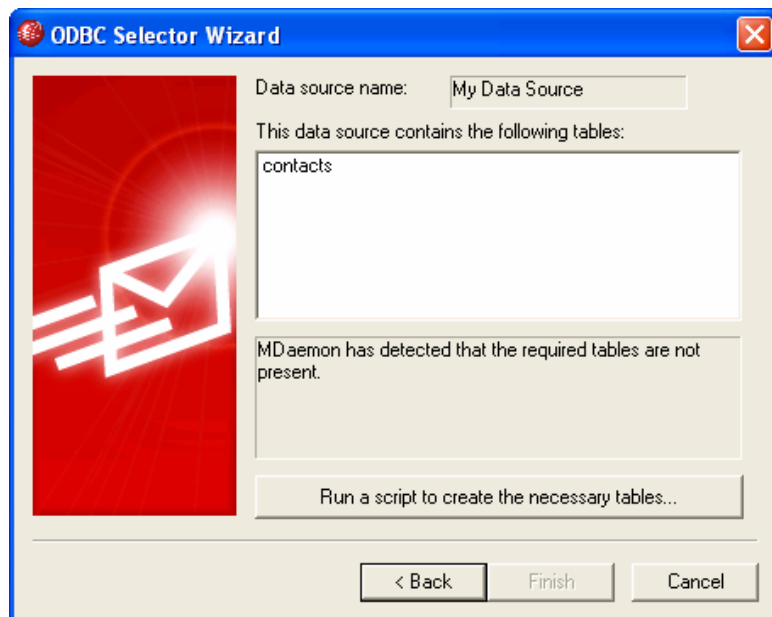 ODBC Selector Wizard
Data source name: My Data Source
This data source contains the following tables:
contacts
MDaemon has detected that the required tables are not
present.
Run a script to create the necessary tables...
< Back Finish Cancel